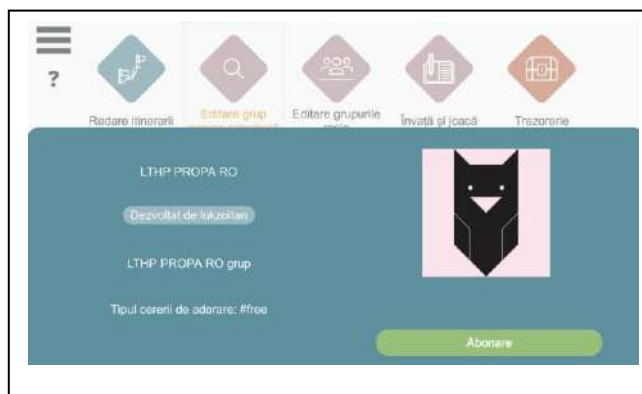 ?
Redare itinerarii
Editare grup
Editare grupurile
Învață și joacă
Trezorerie
LTHP PROPA RO
Dezvoltat de lukzoltan
LTHP PROPA RO grup
Tipul cererii de aderare: #free
Abonare